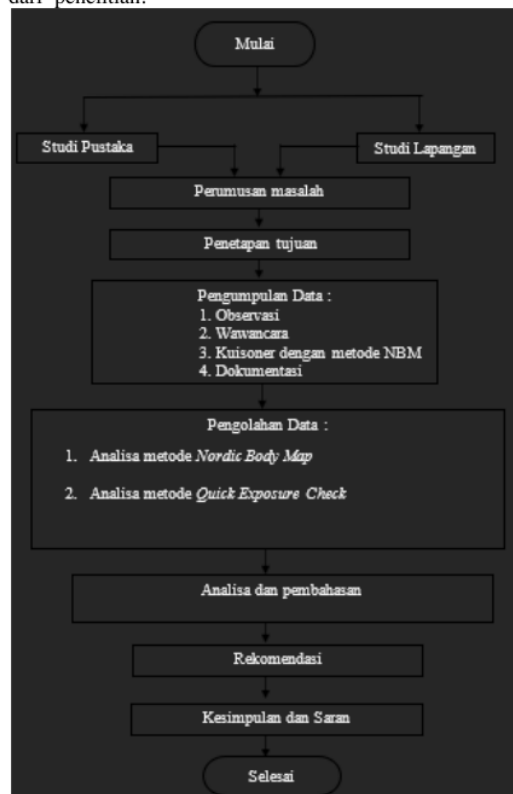 dari penelitian.
Mulai
Studi Pustaka
Studi Lapangan
Perumusan masalah
Penetapan tujuan
Pengumpulan Data :
1. Observasi
2. Wawancara
3. Kuisoner dengan metode NBM
4. Dokumentasi
Pengolahan Data :
1. Analisa metode Nordic Body Map
2. Analisa metode Quick Exposure Check
Analisa dan pembahasan
Rekomendasi
Kesimpulan dan Saran
Selesai